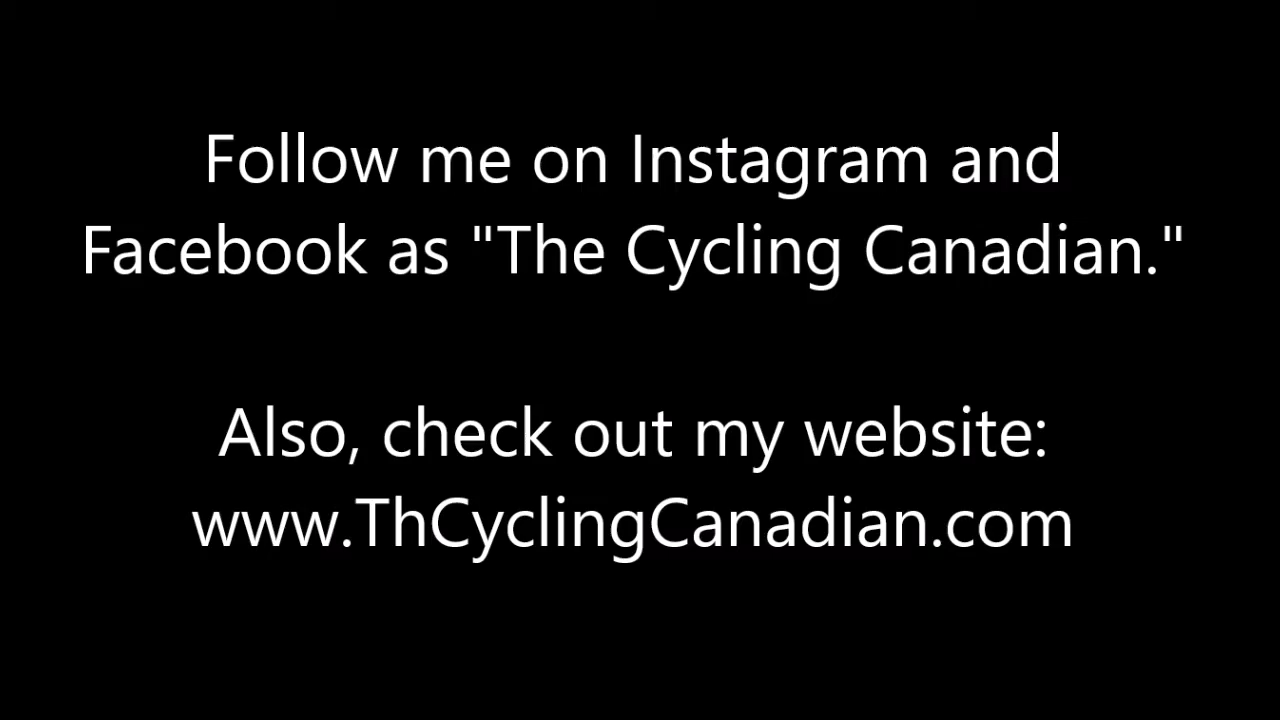 Follow me on Instagram and
Facebook as "The Cycling Canadian."
Also, check out my website:
www.ThCyclingCanadian.com